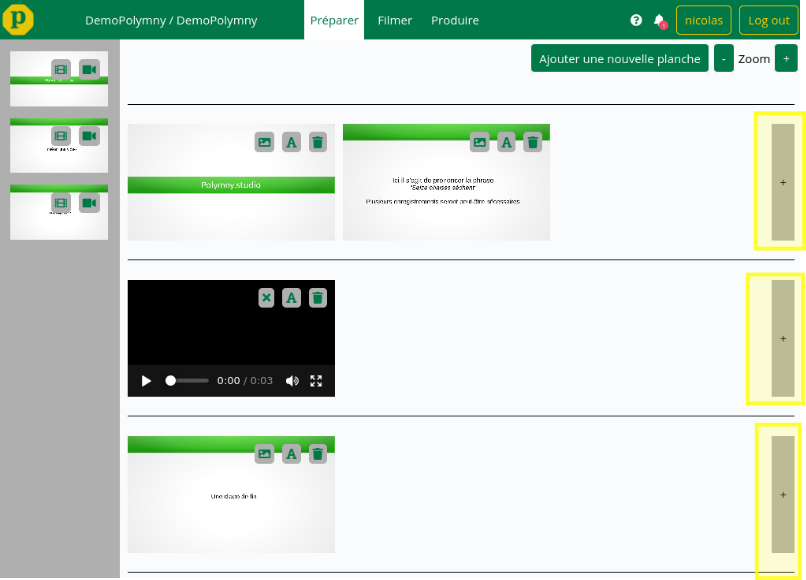 p
DemoPolymny / DemoPolymny
Préparer
Filmer
Produire
nicolas
Log out
Ajouter une nouvelle planche
-
Zoom
+
Polymny.studio
Ici il s'agit de prononcer la phrase
"Seize chaises sèchent"
Plusieurs enregistrements seront peut-être nécessaires
+
0:00 / 0:03
+
Une diapo de fin
+